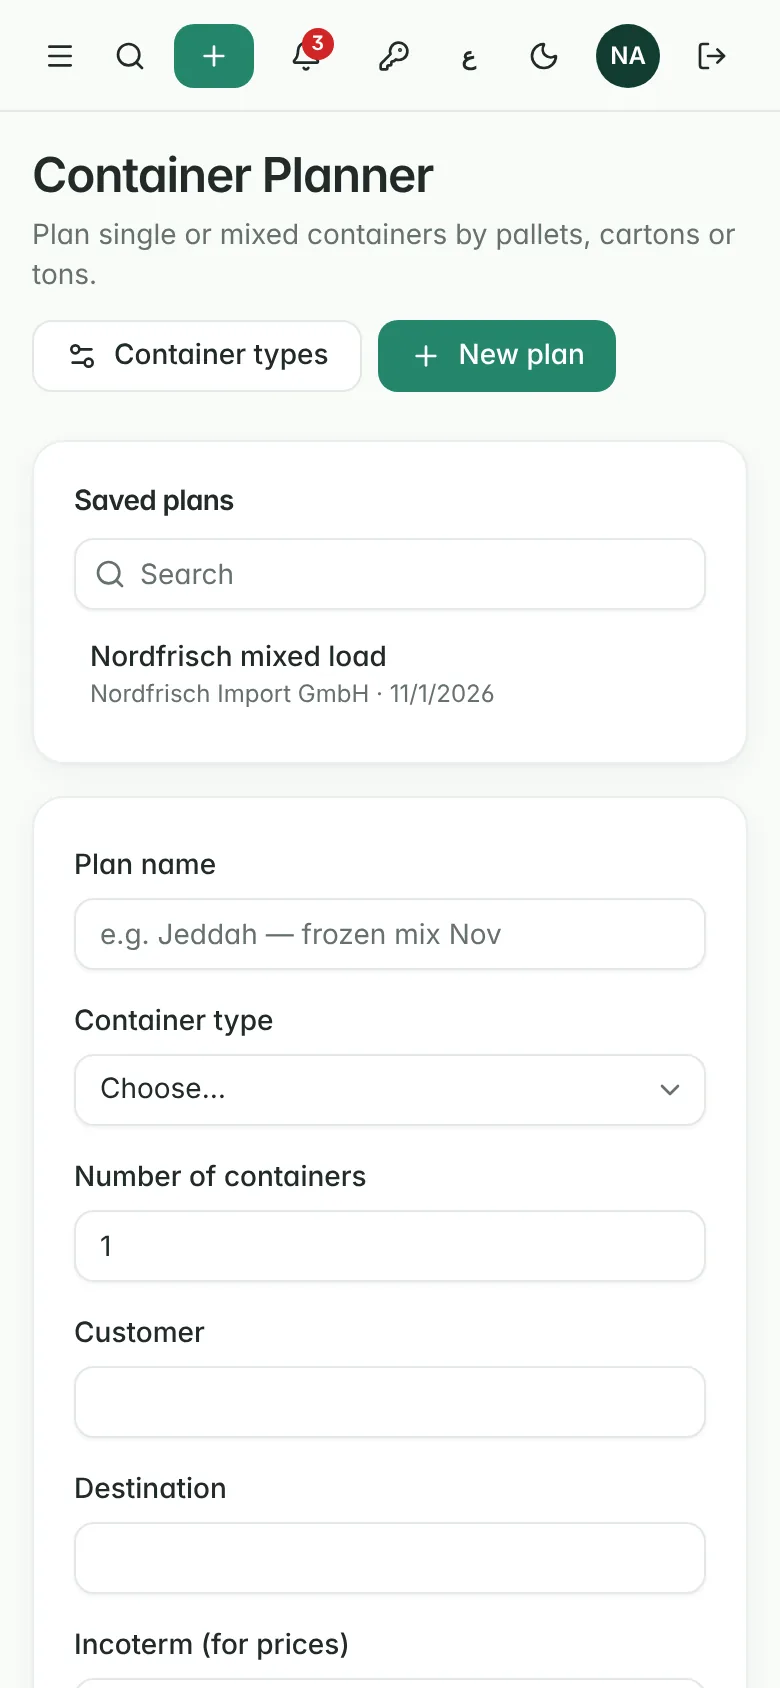 3
ع
NA
Container Planner
Plan single or mixed containers by pallets, cartons or
tons.
Container types
New plan
Saved plans
Search
Nordfrisch mixed load
Nordfrisch Import GmbH · 11/1/2026
Plan name
e.g. Jeddah — frozen mix Nov
Container type
Choose...
Number of containers
1
Customer
Destination
Incoterm (for prices)